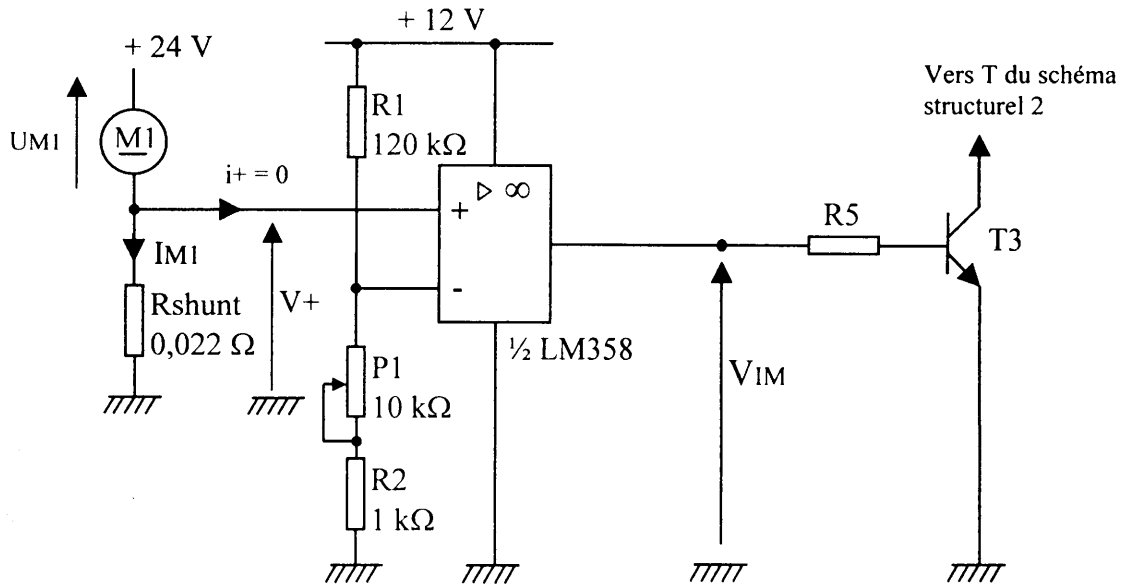 + 12 V
+ 24 V
UM1
M1
R1
120 kΩ
Vers T du schéma
structurel 2
i+ = 0
▷ ∞
+
-
IM1
Rshunt
0,022 Ω
V+
½ LM358
P1
10 kΩ
R2
1 kΩ
VIM
R5
T3